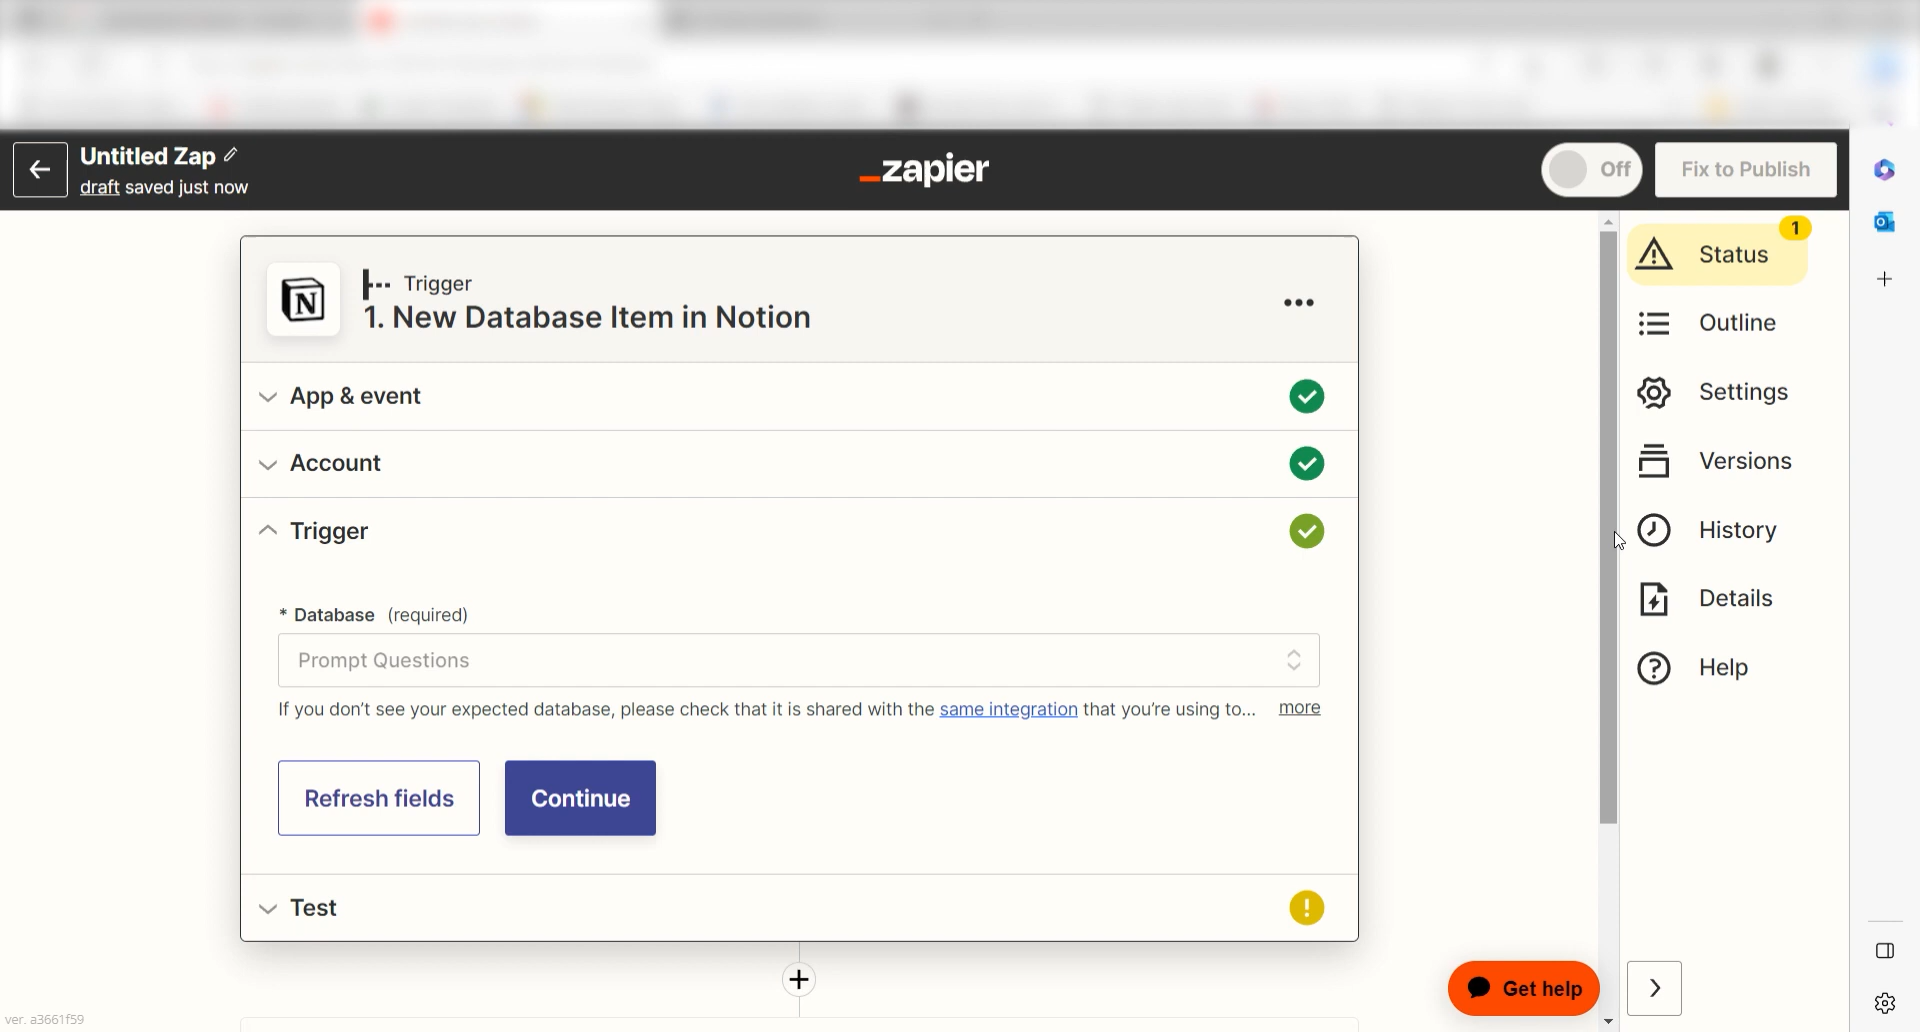 Untitled Zap
draft saved just now
zapier
Off
Fix to Publish
1
Status
Trigger
1. New Database Item in Notion
Outline
App & event
Settings
Account
Versions
Trigger
History
Details
* Database (required)
Prompt Questions
Help
If you don't see your expected database, please check that it is shared with the same integration that you're using to... more
Refresh fields
Continue
Test
Get help
ver. a3661f59